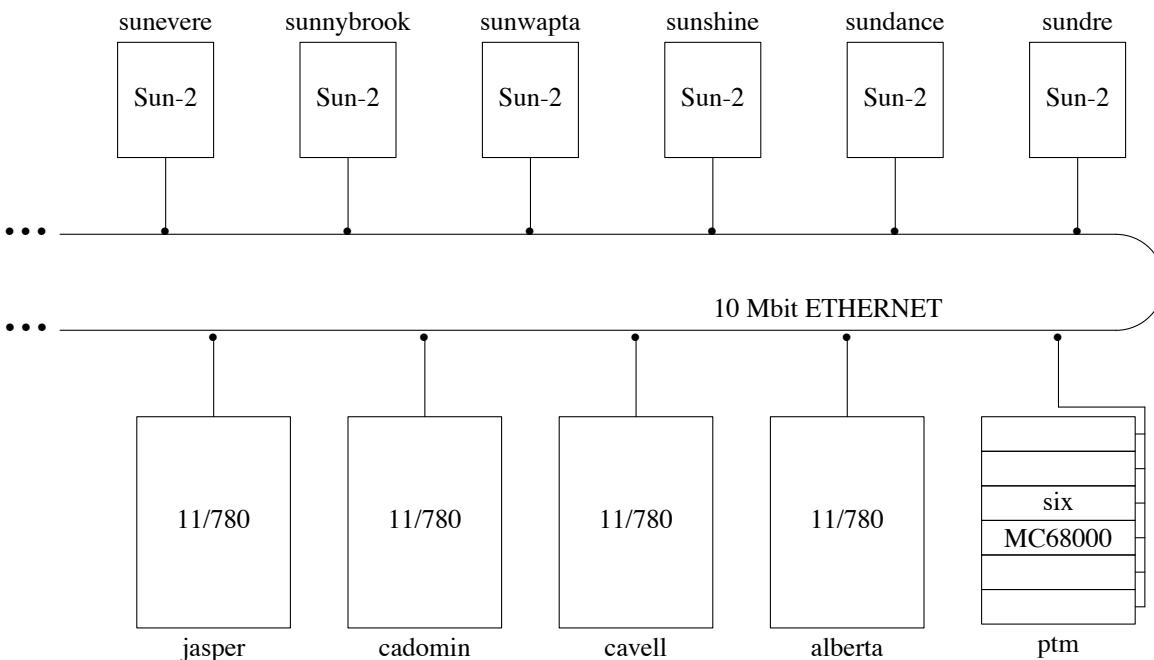 sunevere sunnybrook sunwapta sunshine sundance sundre
Sun-2 Sun-2 Sun-2 Sun-2 Sun-2 Sun-2
10 Mbit ETHERNET
11/780 11/780 11/780 11/780 six
MC68000
jasper cadomin cavell alberta ptm